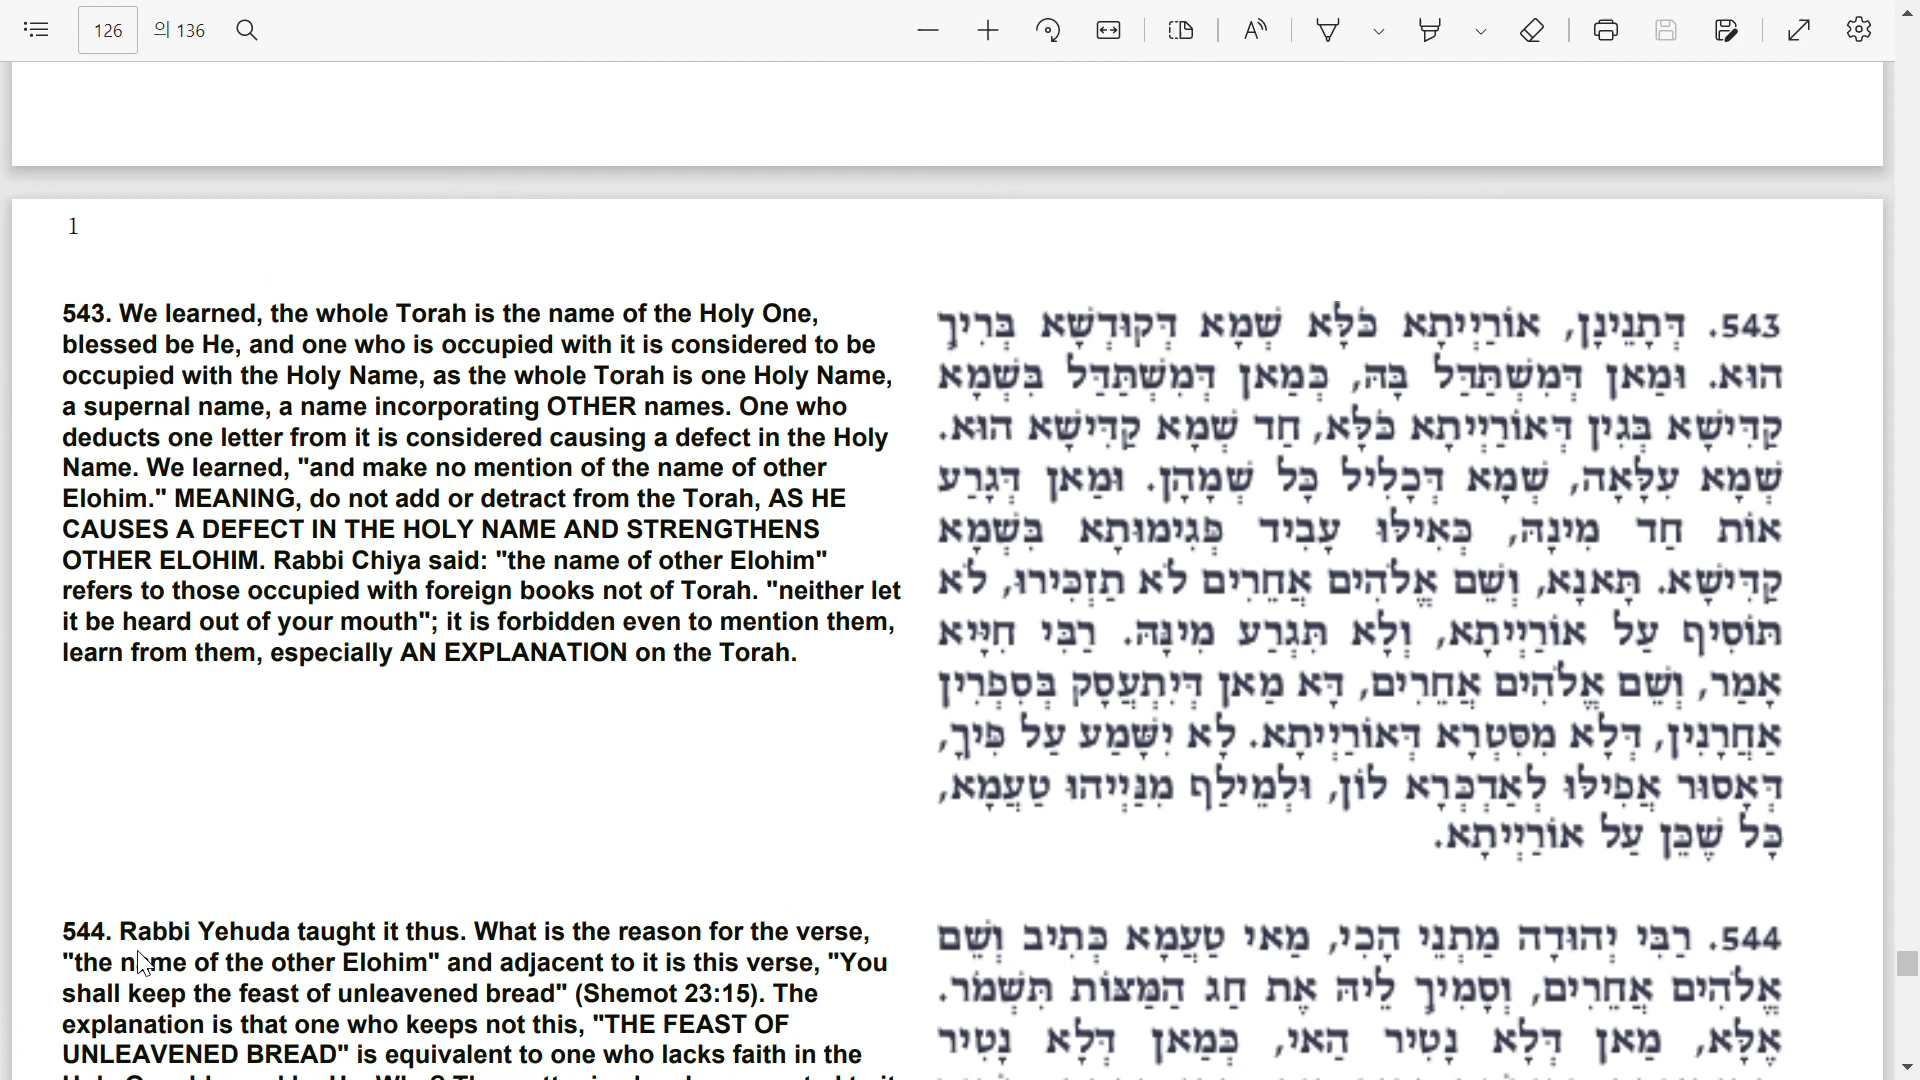 126 의 136
1
543. We learned, the whole Torah is the name of the Holy One,
blessed be He, and one who is occupied with it is considered to be
occupied with the Holy Name, as the whole Torah is one Holy Name,
a supernal name, a name incorporating OTHER names. One who
deducts one letter from it is considered causing a defect in the Holy
Name. We learned, "and make no mention of the name of other
Elohim." MEANING, do not add or detract from the Torah, AS HE
CAUSES A DEFECT IN THE HOLY NAME AND STRENGTHENS
OTHER ELOHIM. Rabbi Chiya said: "the name of other Elohim"
refers to those occupied with foreign books not of Torah. "neither let
it be heard out of your mouth"; it is forbidden even to mention them,
learn from them, especially AN EXPLANATION on the Torah.
543. דְּתָנֵינָן, אוֹרַיְיתָא כֹּלָּא שְׁמָא דְּקוּדְשָׁא בְּרִיךְ
הוּא. וּמַאן דְּמִשְׁתַּדַּל בָּהּ, כְּמַאן דְּמִשְׁתַּדַּל בִּשְׁמָא
קַדִּישָׁא בְּגִין דְּאוֹרַיְיתָא כֹּלָּא, חַד שְׁמָא קַדִּישָׁא הוּא.
שְׁמָא עִלָּאָה, שְׁמָא דְּכָלִיל כָּל שְׁמָהָן. וּמַאן דְּגָרַע
אוֹת חַד מִינָהּ, כְּאִילּוּ עָבִיד פְּגִימוּתָא בִּשְׁמָא
קַדִּישָׁא. תָּאנָא, וְשֵׁם אֱלֹהִים אֲחֵרִים לֹא תַזְכִּירוּ, לֹא
תוֹסִיף עַל אוֹרַיְיתָא, וְלָא תִּגְרַע מִינָּהּ. רַבִּי חִיָּיא
אָמַר, וְשֵׁם אֱלֹהִים אֲחֵרִים, דָּא מַאן דְּיִתְעֲסָק בְּסִפְרִין
אַחֲרָנִין, דְּלָא מִסִּטְרָא דְּאוֹרַיְיתָא. לָא יִשָּׁמַע עַל פִּיךָ,
דְּאָסוּר אֲפִילּוּ לְאַדְכְּרָא לוֹן, וּלְמֵילַף מִנַּיְיהוּ טַעֲמָא,
כָּל שֶׁכֵּן עַל אוֹרַיְיתָא.
544. Rabbi Yehuda taught it thus. What is the reason for the verse,
"the name of the other Elohim" and adjacent to it is this verse, "You
shall keep the feast of unleavened bread" (Shemot 23:15). The
explanation is that one who keeps not this, "THE FEAST OF
UNLEAVENED BREAD" is equivalent to one who lacks faith in the
544. רַבִּי יְהוּדָה מַתְנֵי הָכִי, מַאי טַעֲמָא כְּתִיב וְשֵׁם
אֱלֹהִים אֲחֵרִים, וְסָמִיךְ לֵיהּ אֶת חַג הַמַּצּוֹת תִּשְׁמֹר.
אֶלָּא, מַאן דְּלָא נָטִיר הַאי, כְּמַאן דְּלָא נָטִיר